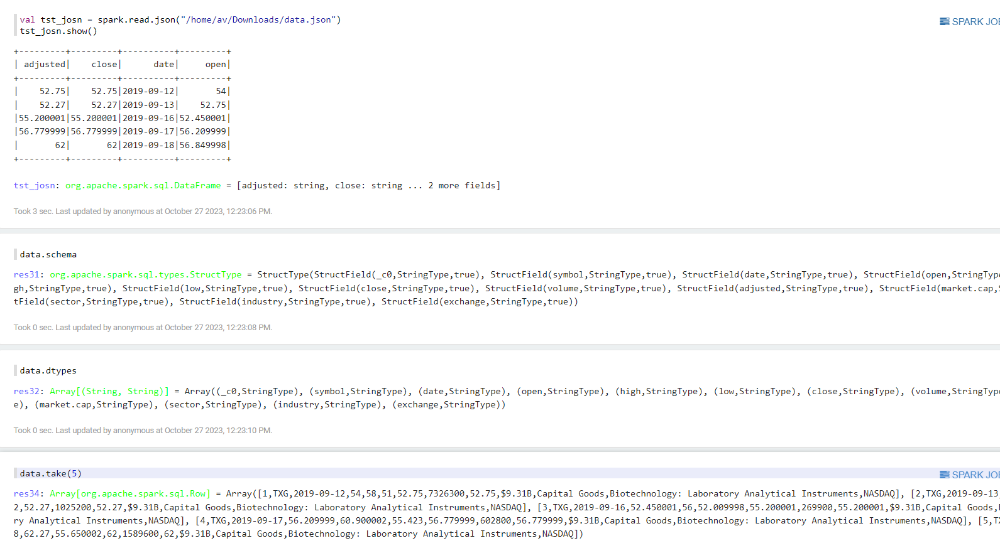 val tst_josn = spark.read.json("/home/av/Downloads/data.json")
tst_josn.show()
SPARK JOB
+---------+---------+----------+---------+
| adjusted|    close|      date|     open|
+---------+---------+----------+---------+
|    52.75|    52.75|2019-09-12|       54|
|    52.27|    52.27|2019-09-13|    52.75|
|55.200001|55.200001|2019-09-16|52.450001|
|56.779999|56.779999|2019-09-17|56.209999|
|       62|       62|2019-09-18|56.849998|
+---------+---------+----------+---------+
tst_josn: org.apache.spark.sql.DataFrame = [adjusted: string, close: string ... 2 more fields]
Took 3 sec. Last updated by anonymous at October 27 2023, 12:23:06 PM.
data.schema
res31: org.apache.spark.sql.types.StructType = StructType(StructField(_c0,StringType,true), StructField(symbol,StringType,true), StructField(date,StringType,true), StructField(open,StringType
gh,StringType,true), StructField(low,StringType,true), StructField(close,StringType,true), StructField(volume,StringType,true), StructField(adjusted,StringType,true), StructField(market.cap,S
tField(sector,StringType,true), StructField(industry,StringType,true), StructField(exchange,StringType,true))
Took 0 sec. Last updated by anonymous at October 27 2023, 12:23:08 PM.
data.dtypes
res32: Array[(String, String)] = Array((_c0,StringType), (symbol,StringType), (date,StringType), (open,StringType), (high,StringType), (low,StringType), (close,StringType), (volume,StringType
e), (market.cap,StringType), (sector,StringType), (industry,StringType), (exchange,StringType))
Took 0 sec. Last updated by anonymous at October 27 2023, 12:23:10 PM.
data.take(5)
SPARK JOB
res34: Array[org.apache.spark.sql.Row] = Array([1,TXG,2019-09-12,54,58,51,52.75,7326300,52.75,$9.31B,Capital Goods,Biotechnology: Laboratory Analytical Instruments,NASDAQ], [2,TXG,2019-09-13,
2,52.27,1025200,52.27,$9.31B,Capital Goods,Biotechnology: Laboratory Analytical Instruments,NASDAQ], [3,TXG,2019-09-16,52.450001,56,52.009998,55.200001,269900,55.200001,$9.31B,Capital Goods,
ry Analytical Instruments,NASDAQ], [4,TXG,2019-09-17,56.209999,60.900002,55.423,56.779999,602800,56.779999,$9.31B,Capital Goods,Biotechnology: Laboratory Analytical Instruments,NASDAQ], [5,TX
8,62.27,55.650002,62,1589600,62,$9.31B,Capital Goods,Biotechnology: Laboratory Analytical Instruments,NASDAQ])